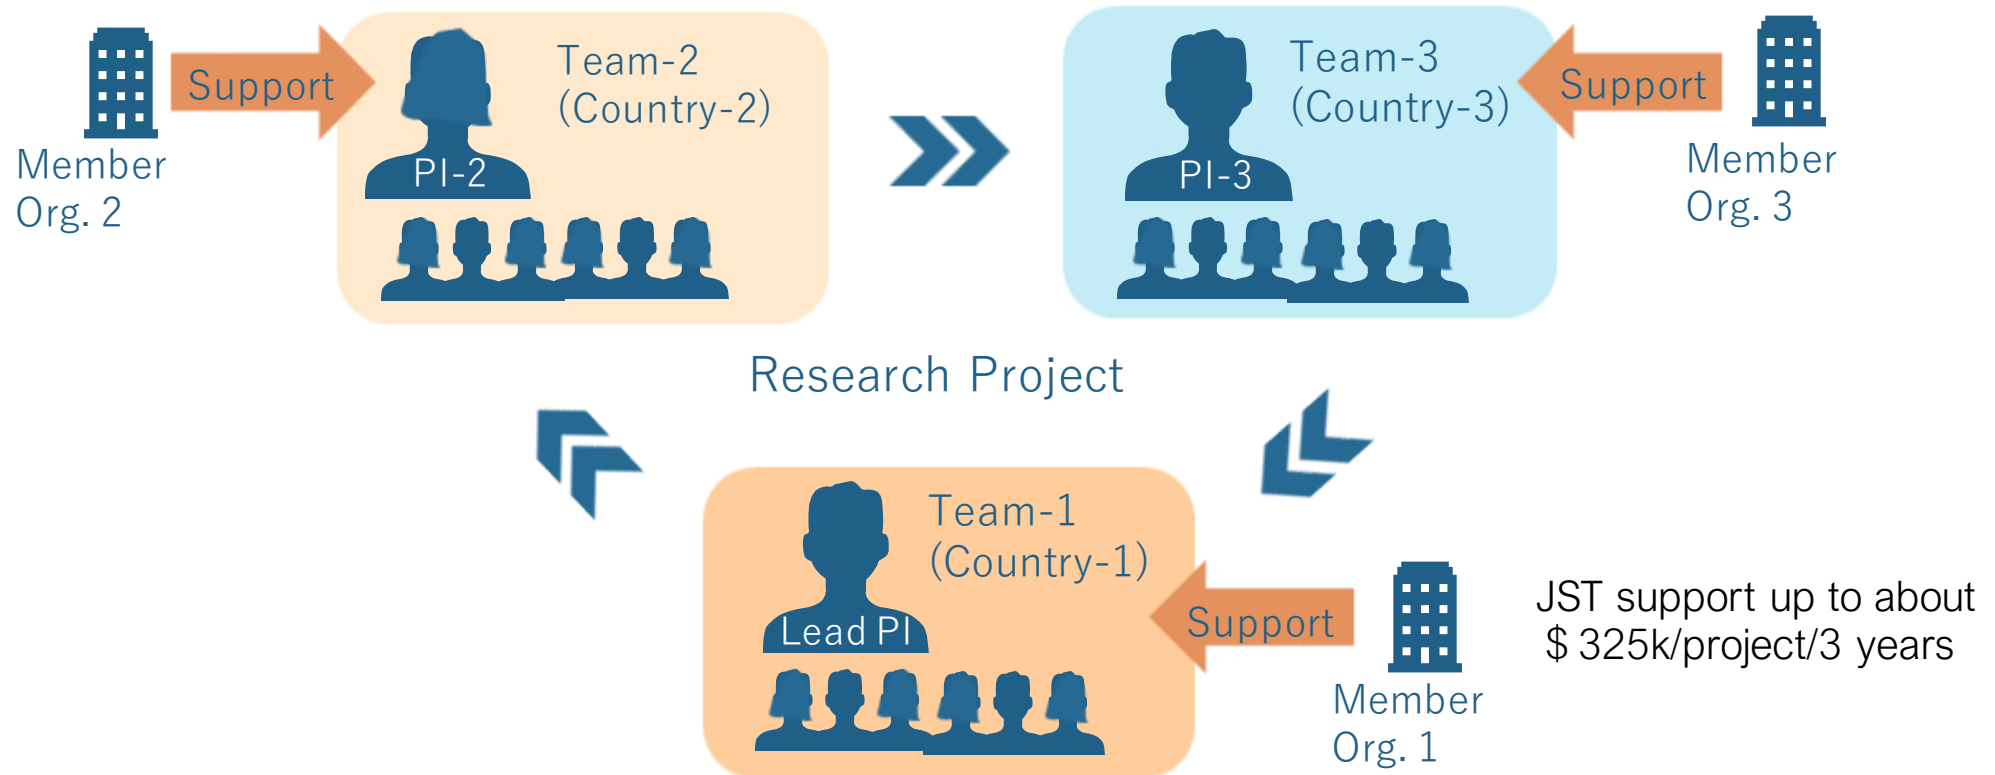 Support
Member
Org. 2
Team-2
(Country-2)
PI-2
Team-3
(Country-3)
PI-3
Support
Member
Org. 3
Research Project
Team-1
(Country-1)
Lead PI
Support
Member
Org. 1
JST support up to about
$ 325k/project/3 years